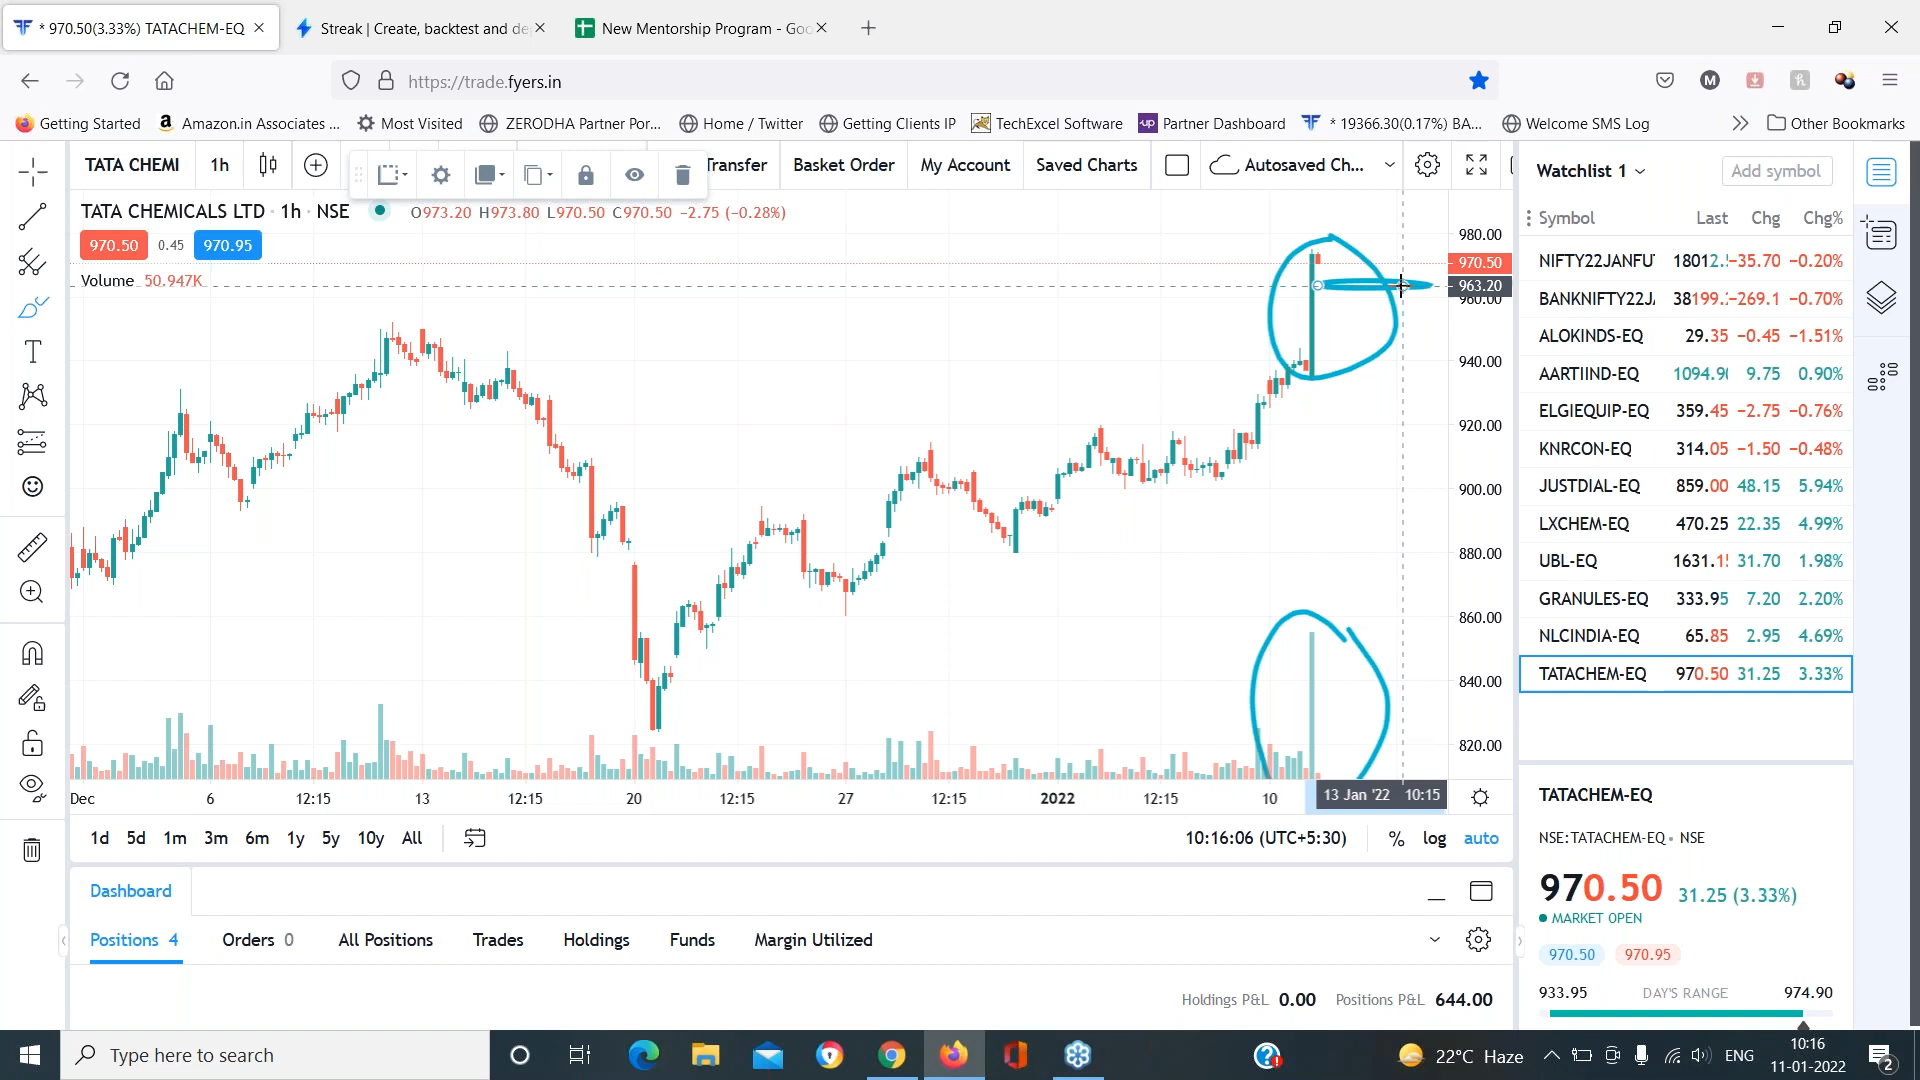 * 970.50(3.33%) TATACHEM-EQ
Streak | Create, backtest and de
New Mentorship Program - Goo
https://trade.fyers.in
Getting Started
Amazon.in Associates ...
Most Visited
ZERODHA Partner Por...
Home / Twitter
Getting Clients IP
TechExcel Software
up Partner Dashboard
* 19366.30(0.17%) BA...
Welcome SMS Log
Other Bookmarks
TATA CHEMI
1h
Transfer
Basket Order
My Account
Saved Charts
Autosaved Ch...
TATA CHEMICALS LTD · 1h · NSE
O973.20 H973.80 L970.50 C970.50 −2.75 (−0.28%)
970.50 0.45 970.95
Volume 50.947K
980.00
970.50
963.20
960.00
940.00
920.00
900.00
880.00
860.00
840.00
820.00
Dec 6 12:15 13 12:15 20 12:15 27 12:15 2022 12:15 10 13 Jan '22 10:15
1d 5d 1m 3m 6m 1y 5y 10y All
10:16:06 (UTC+5:30) % log auto
Dashboard
Positions 4 Orders 0 All Positions Trades Holdings Funds Margin Utilized
Holdings P&L 0.00 Positions P&L 644.00
Watchlist 1
Add symbol
Symbol Last Chg Chg%
NIFTY22JANFU 18012. −35.70 −0.20%
BANKNIFTY22J 38199. −269.1 −0.70%
ALOKINDS-EQ 29.35 −0.45 −1.51%
AARTIIND-EQ 1094.90 9.75 0.90%
ELGIEQUIP-EQ 359.45 −2.75 −0.76%
KNRCON-EQ 314.05 −1.50 −0.48%
JUSTDIAL-EQ 859.00 48.15 5.94%
LXCHEM-EQ 470.25 22.35 4.99%
UBL-EQ 1631.1 31.70 1.98%
GRANULES-EQ 333.95 7.20 2.20%
NLCINDIA-EQ 65.85 2.95 4.69%
TATACHEM-EQ 970.50 31.25 3.33%
TATACHEM-EQ
NSE:TATACHEM-EQ • NSE
970.50 31.25 (3.33%)
MARKET OPEN
970.50 970.95
933.95 DAY'S RANGE 974.90
Type here to search
22°C Haze
ENG
10:16
11-01-2022
2